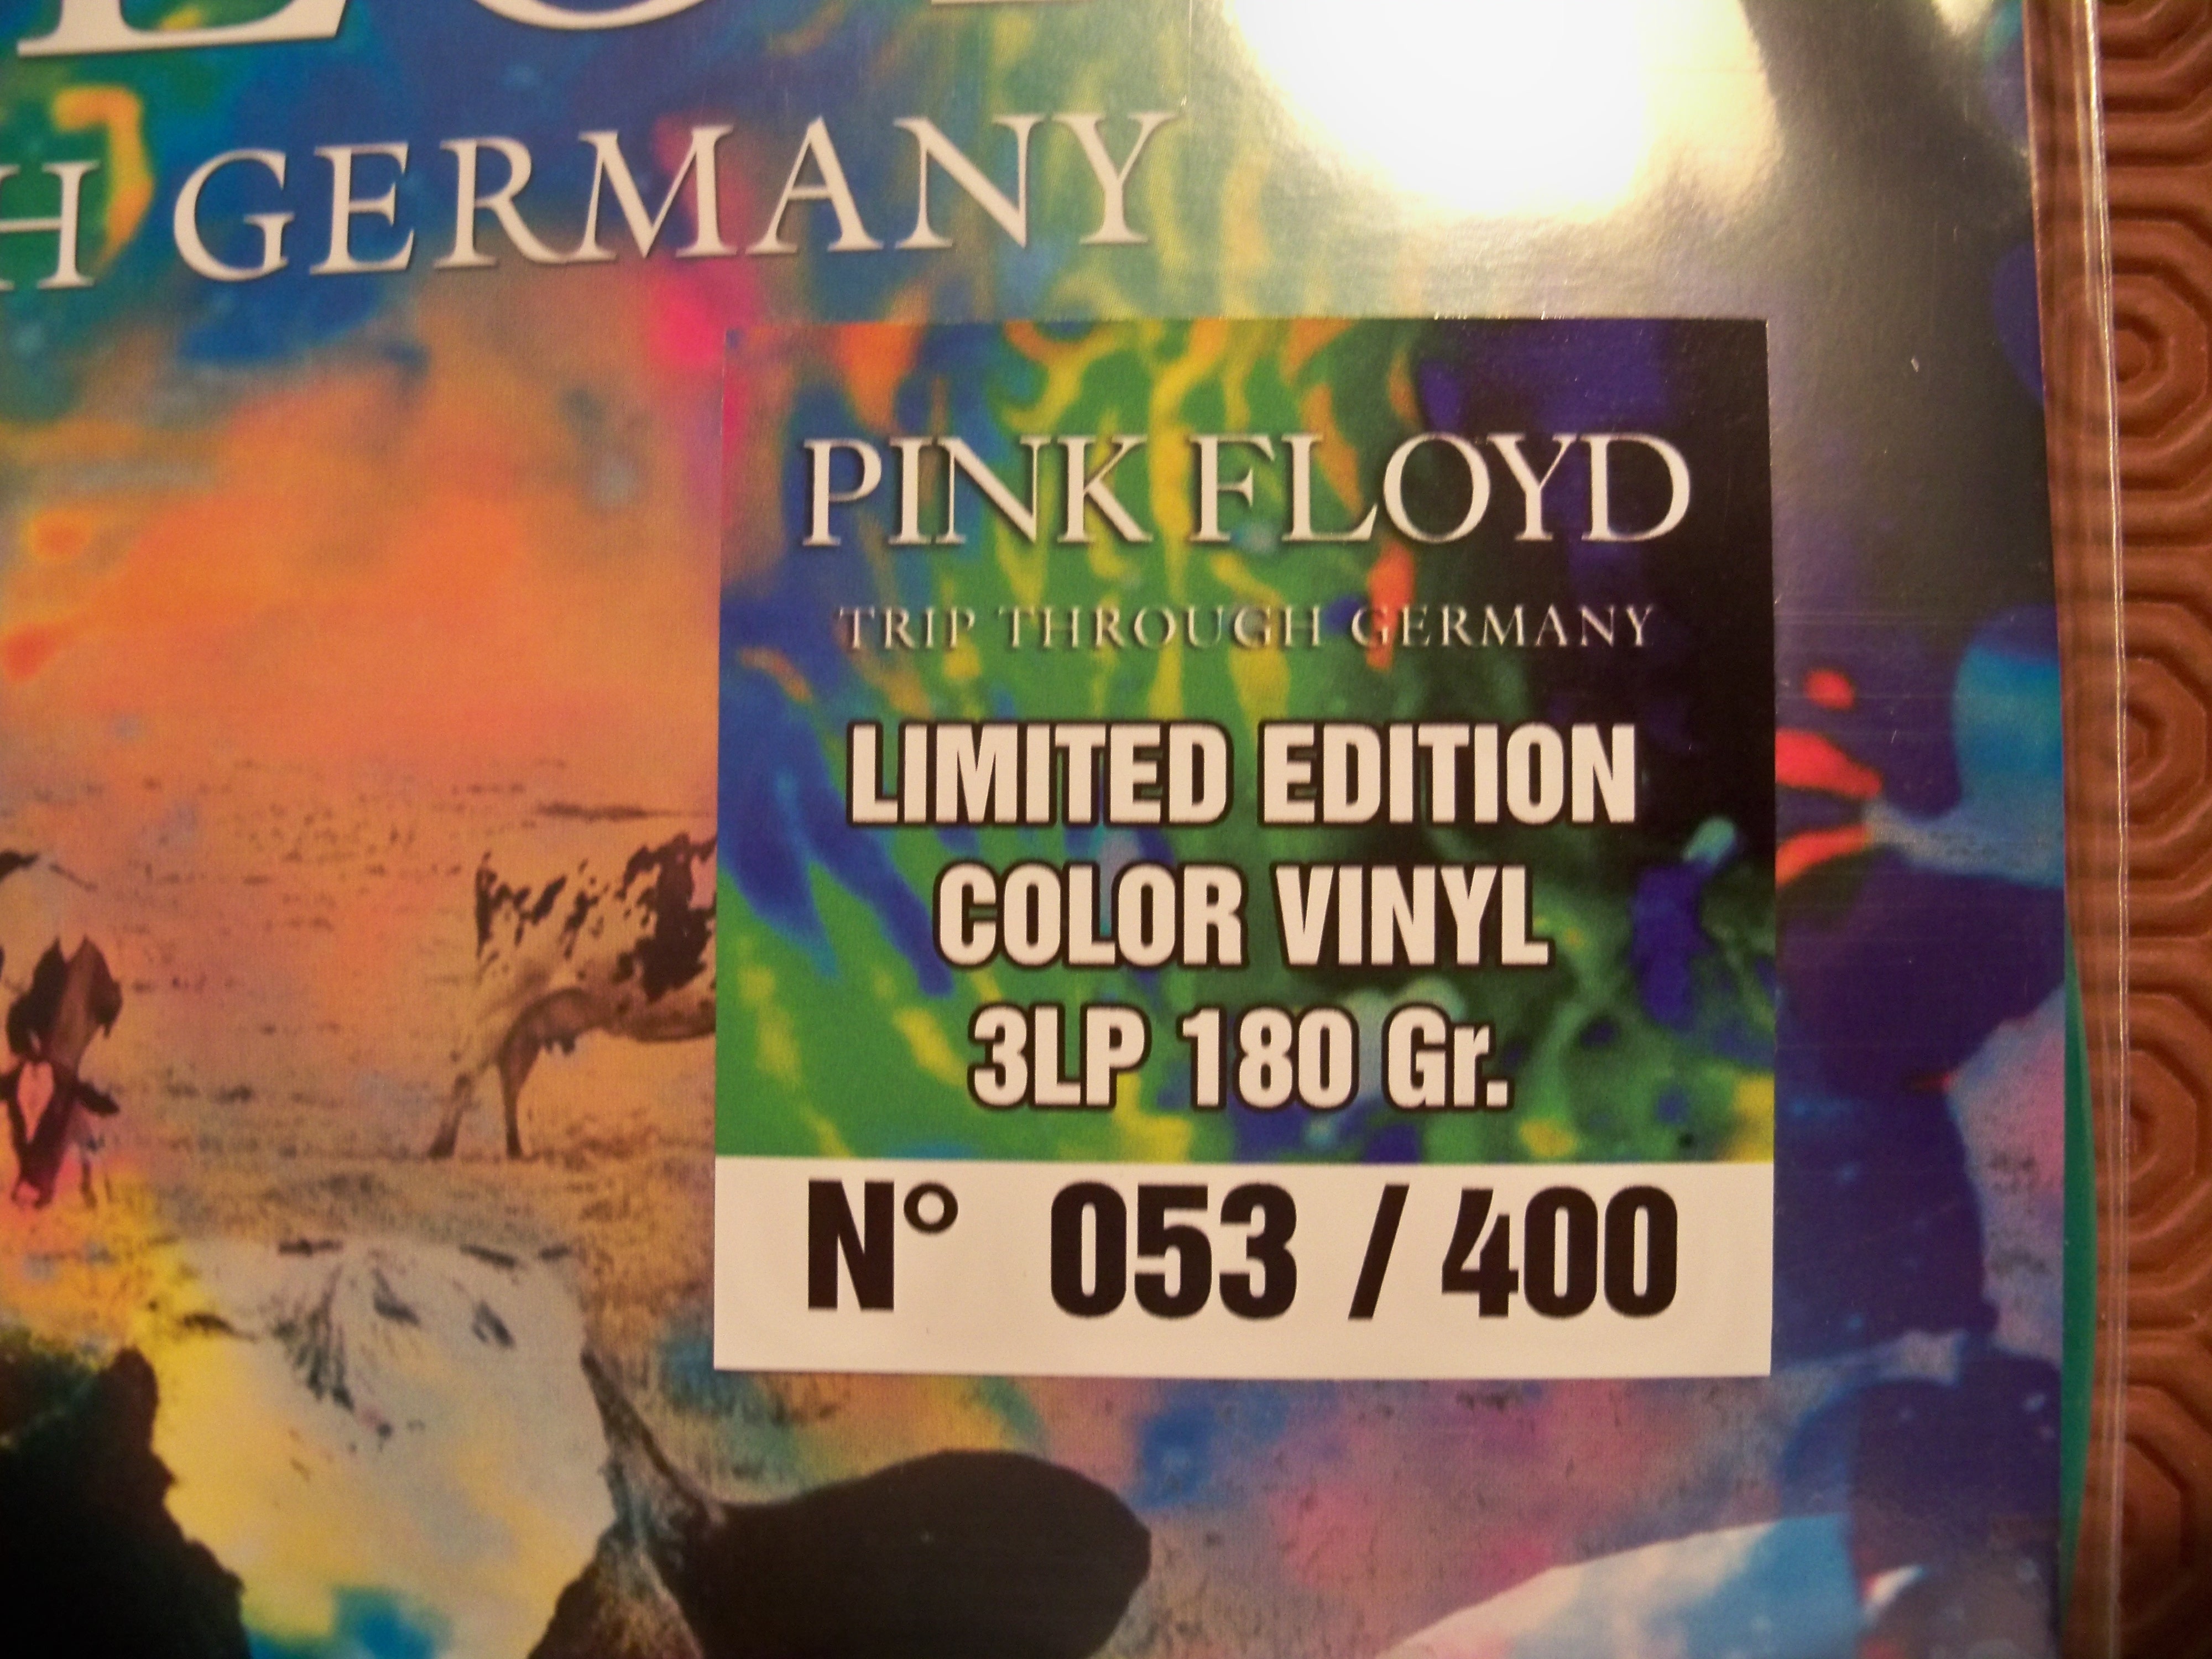 H GERMANY
PINK FLOYD
TRIP THROUGH GERMANY
LIMITED EDITION
COLOR VINYL
3LP 180 Gr.
N° 053 / 400